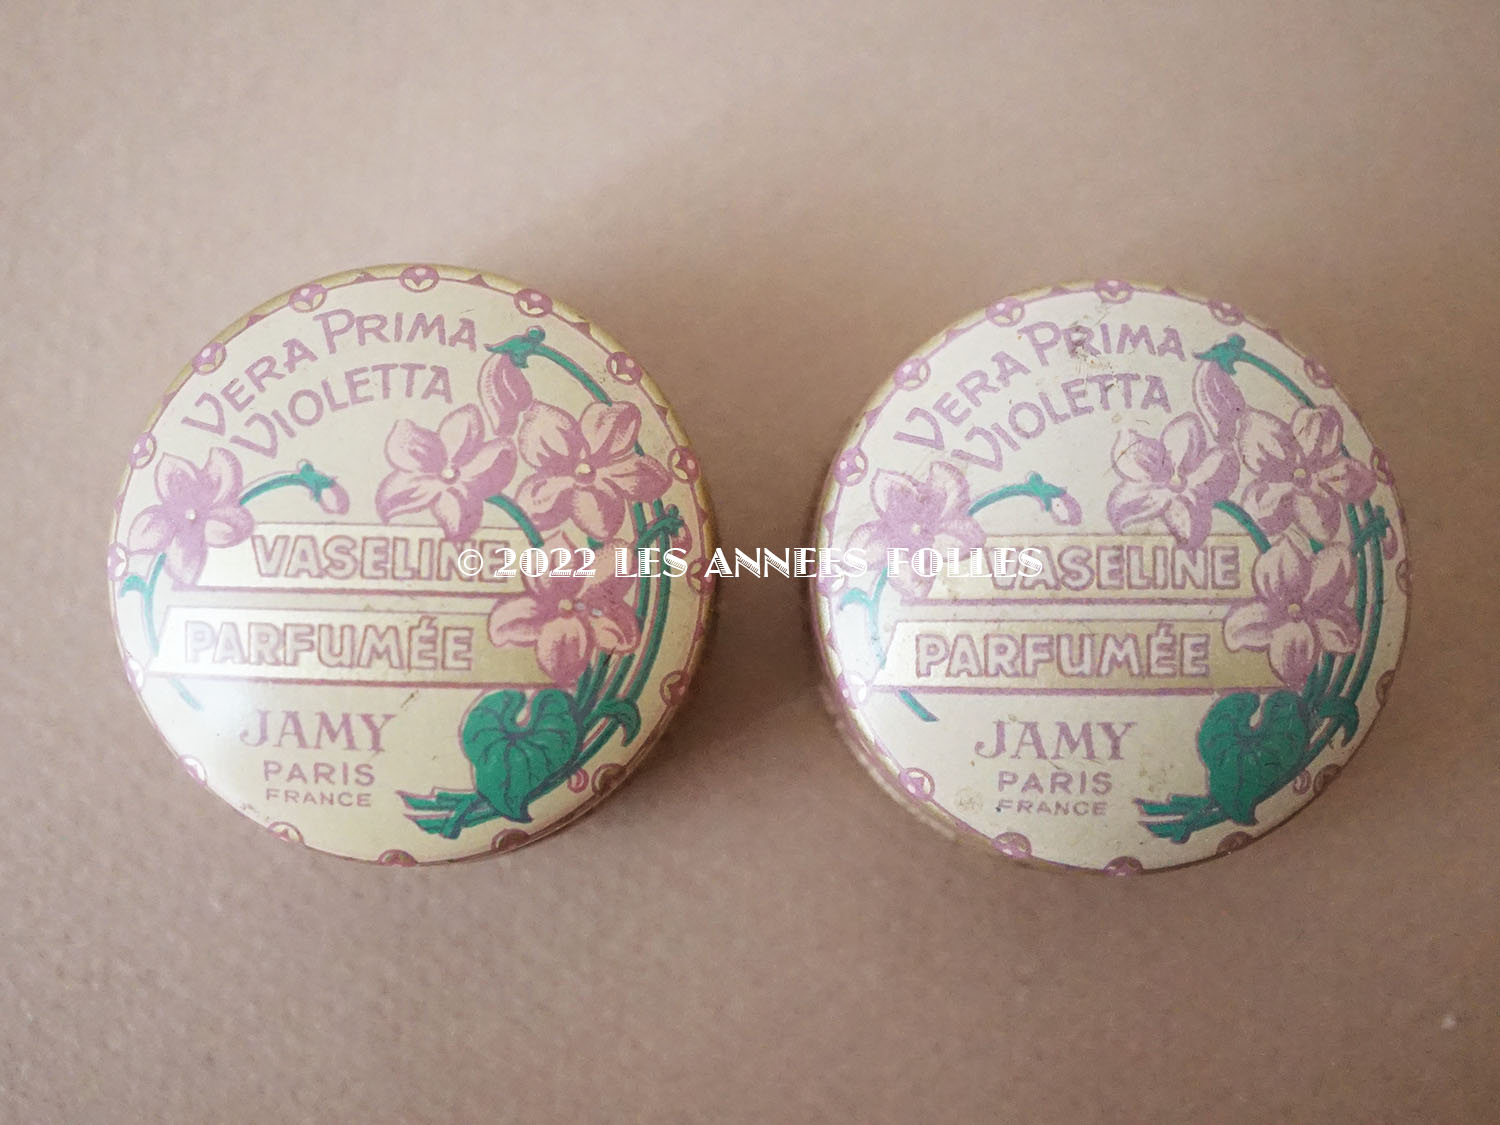 VERA PRIMA
VIOLETTA
VASELINE
PARFUMÉE
JAMY
PARIS
FRANCE
VERA PRIMA
VIOLETTA
VASELINE
PARFUMÉE
JAMY
PARIS
FRANCE
© 2022 LES ANNEES FOLLES